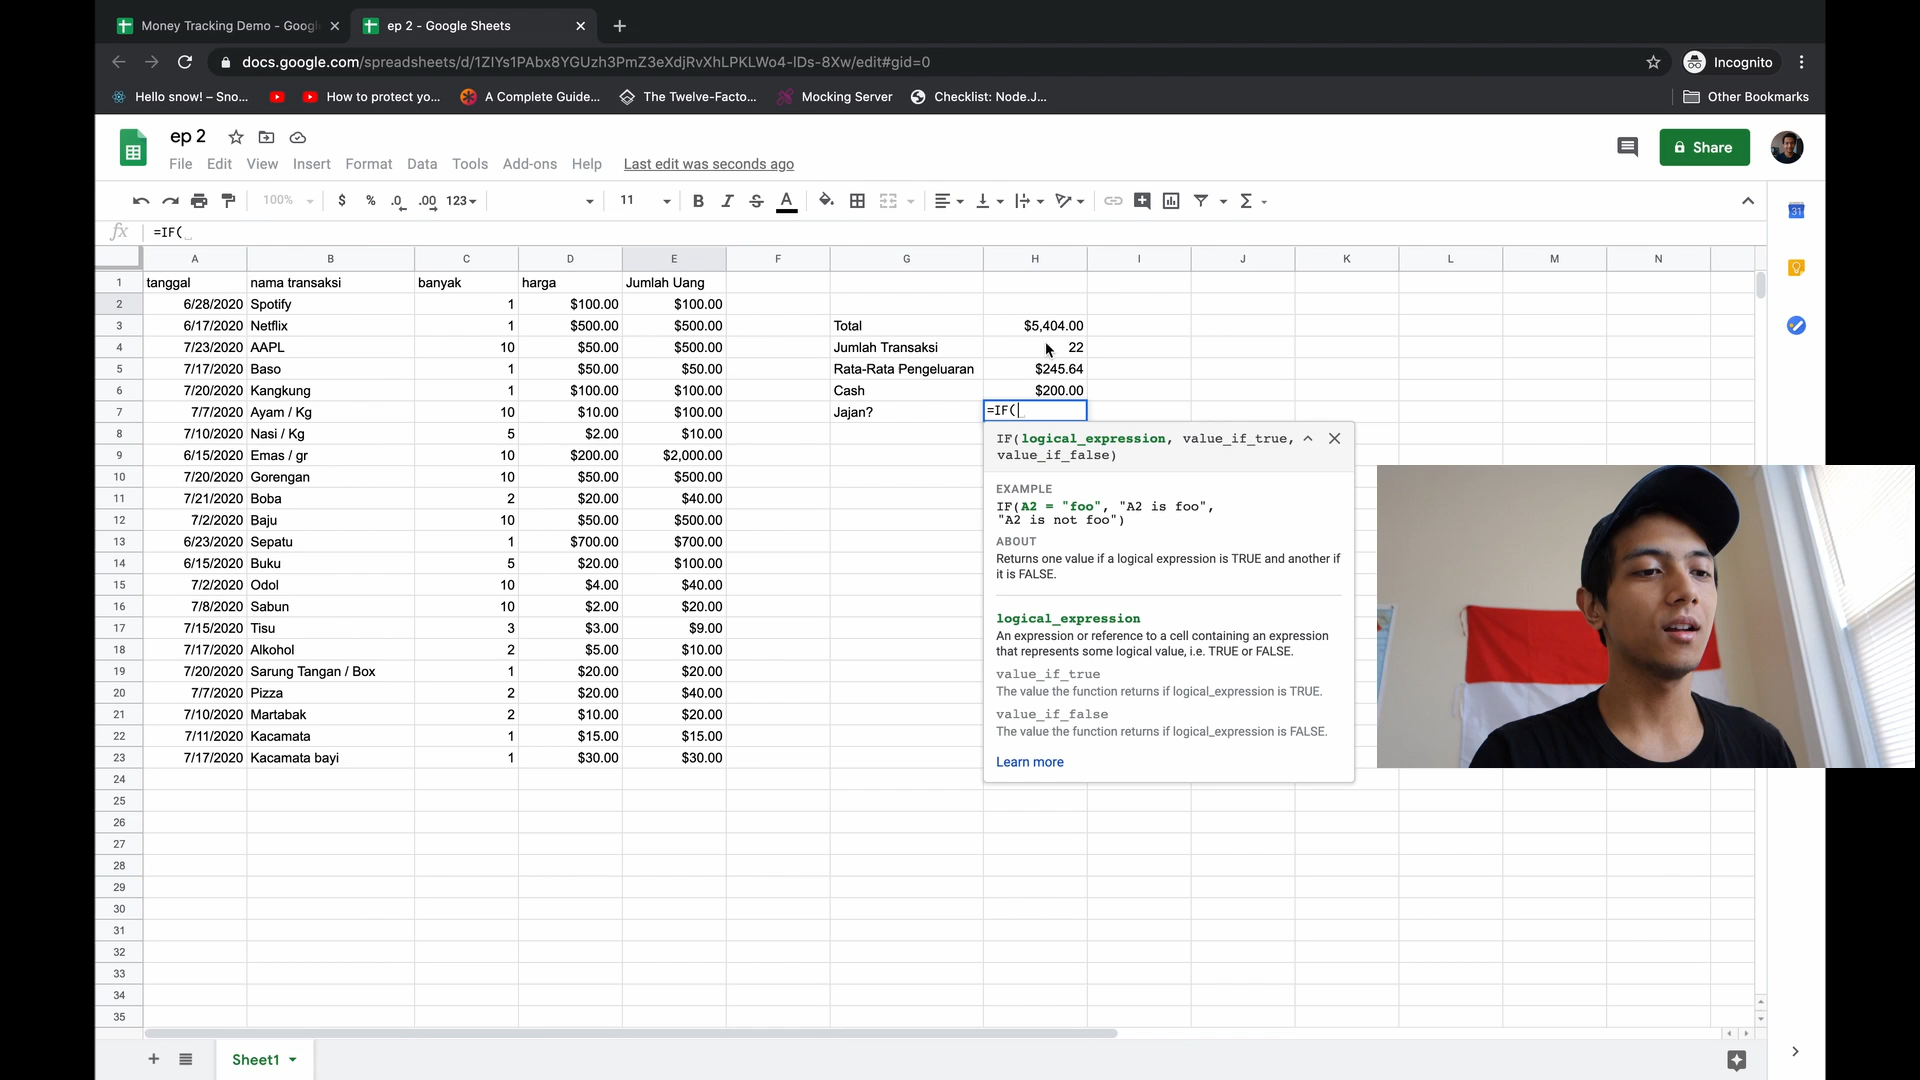 Money Tracking Demo - Googl
ep 2 - Google Sheets
docs.google.com/spreadsheets/d/1ZIYs1PAbx8YGUzh3PmZ3eXdjRvXhLPKLWo4-lDs-8Xw/edit#gid=0
Incognito
Hello snow! – Sno...
How to protect yo...
A Complete Guide...
The Twelve-Facto...
Mocking Server
Checklist: Node.J...
Other Bookmarks
ep 2
File Edit View Insert Format Data Tools Add-ons Help Last edit was seconds ago
Share
100% $ % .0 .00 123 11 B I S A
31
fx =IF(
A B C D E F G H I J K L M N
1 tanggal nama transaksi banyak harga Jumlah Uang
2 6/28/2020 Spotify 1 $100.00 $100.00
3 6/17/2020 Netflix 1 $500.00 $500.00 Total $5,404.00
4 7/23/2020 AAPL 10 $50.00 $500.00 Jumlah Transaksi 22
5 7/17/2020 Baso 1 $50.00 $50.00 Rata-Rata Pengeluaran $245.64
6 7/20/2020 Kangkung 1 $100.00 $100.00 Cash $200.00
7 7/7/2020 Ayam / Kg 10 $10.00 $100.00 Jajan? =IF(
8 7/10/2020 Nasi / Kg 5 $2.00 $10.00
9 6/15/2020 Emas / gr 10 $200.00 $2,000.00
10 7/20/2020 Gorengan 10 $50.00 $500.00
11 7/21/2020 Boba 2 $20.00 $40.00
12 7/2/2020 Baju 10 $50.00 $500.00
13 6/23/2020 Sepatu 1 $700.00 $700.00
14 6/15/2020 Buku 5 $20.00 $100.00
15 7/2/2020 Odol 10 $4.00 $40.00
16 7/8/2020 Sabun 10 $2.00 $20.00
17 7/15/2020 Tisu 3 $3.00 $9.00
18 7/17/2020 Alkohol 2 $5.00 $10.00
19 7/20/2020 Sarung Tangan / Box 1 $20.00 $20.00
20 7/7/2020 Pizza 2 $20.00 $40.00
21 7/10/2020 Martabak 2 $10.00 $20.00
22 7/11/2020 Kacamata 1 $15.00 $15.00
23 7/17/2020 Kacamata bayi 1 $30.00 $30.00
24
25
26
27
28
29
30
31
32
33
34
35
IF(logical_expression, value_if_true,
value_if_false)
EXAMPLE
IF(A2 = "foo", "A2 is foo",
"A2 is not foo")
ABOUT
Returns one value if a logical expression is TRUE and another if
it is FALSE.
logical_expression
An expression or reference to a cell containing an expression
that represents some logical value, i.e. TRUE or FALSE.
value_if_true
The value the function returns if logical_expression is TRUE.
value_if_false
The value the function returns if logical_expression is FALSE.
Learn more
Sheet1